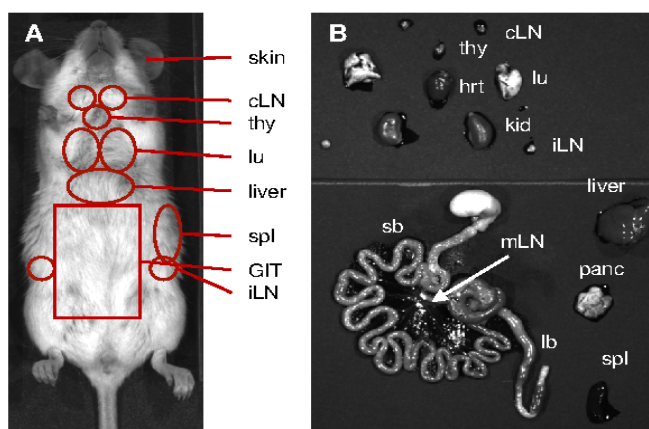 A
skin
cLN
thy
lu
liver
spl
GIT
iLN
B
cLN
thy
hrt
lu
kid
iLN
liver
sb
mLN
panc
lb
spl